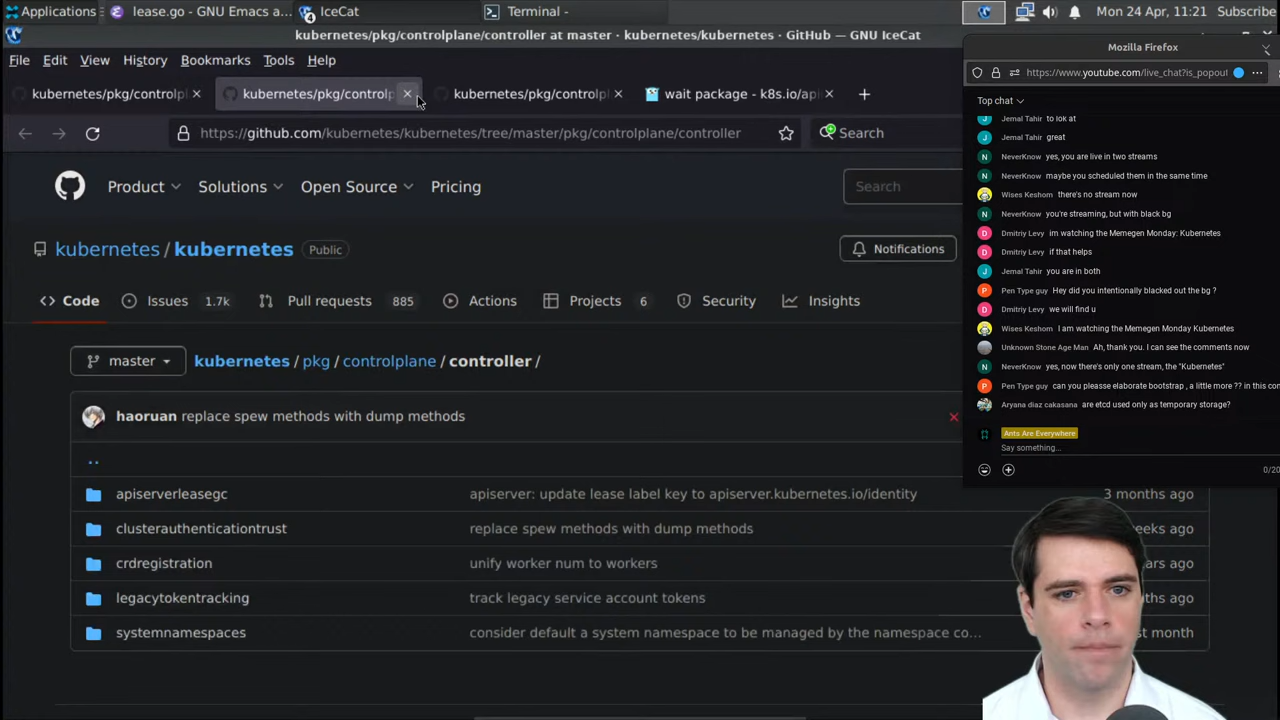 Applications
lease.go - GNU Emacs a...
4
IceCat
Terminal -
Mon 24 Apr, 11:21
Subscribe
kubernetes/pkg/controlplane/controller at master · kubernetes/kubernetes · GitHub — GNU IceCat
File Edit View History Bookmarks Tools Help
kubernetes/pkg/controlp
kubernetes/pkg/controlp
kubernetes/pkg/controlp
wait package - k8s.io/api
https://github.com/kubernetes/kubernetes/tree/master/pkg/controlplane/controller
Search
Product
Solutions
Open Source
Pricing
Search
kubernetes / kubernetes
Public
Notifications
Code
Issues 1.7k
Pull requests 885
Actions
Projects 6
Security
Insights
master
kubernetes / pkg / controlplane / controller /
haoruan replace spew methods with dump methods
..
apiserverleasegc
apiserver: update lease label key to apiserver.kubernetes.io/identity
3 months ago
clusterauthenticationtrust
replace spew methods with dump methods
eeks ago
crdregistration
unify worker num to workers
ars ago
legacytokentracking
track legacy service account tokens
nths ago
systemnamespaces
consider default a system namespace to be managed by the namespace co...
st month
Mozilla Firefox
https://www.youtube.com/live_chat?is_popout
Top chat
J Jemal Tahir to lok at
J Jemal Tahir great
N NeverKnow yes, you are live in two streams
N NeverKnow maybe you scheduled them in the same time
Wises Keshom there's no stream now
N NeverKnow you're streaming, but with black bg
D Dmitriy Levy im watching the Memegen Monday: Kubernetes
D Dmitriy Levy if that helps
J Jemal Tahir you are in both
P Pen Type guy Hey did you intentionally blacked out the bg ?
D Dmitriy Levy we will find u
Wises Keshom I am watching the Memegen Monday Kubernetes
Unknown Stone Age Man Ah, thank you. I can see the comments now
N NeverKnow yes, now there's only one stream, the "Kubernetes"
P Pen Type guy can you pleasse elaborate bootstrap , a little more ?? in this con
Aryana diaz cakasana are etcd used only as temporary storage?
Ants Are Everywhere
Say something...
0/20